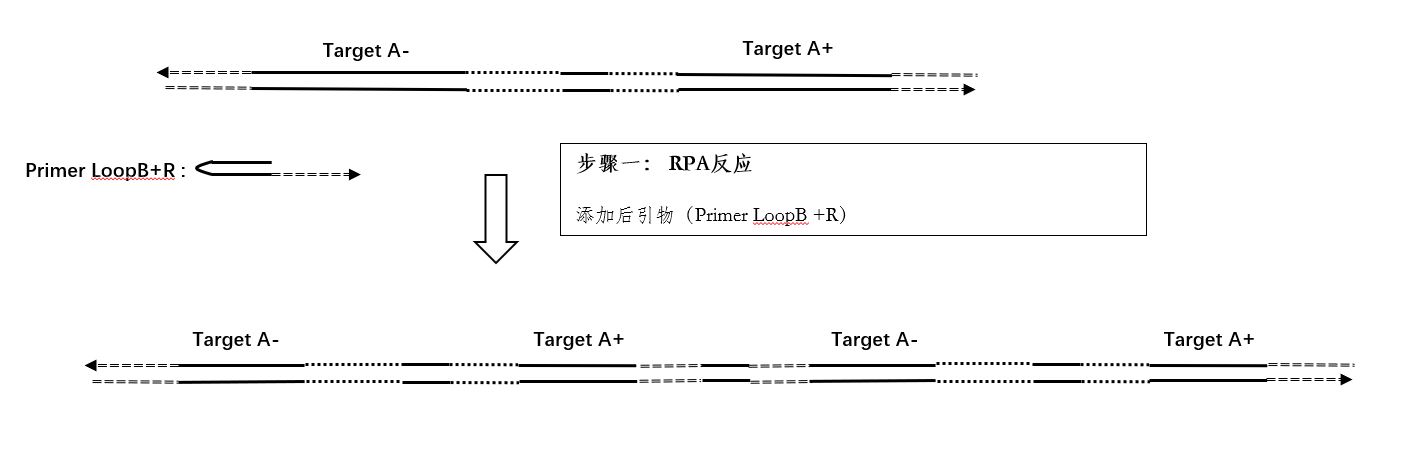 Target A-
Target A+
Primer LoopB+R :
步骤一： RPA反应
添加后引物（Primer LoopB +R）
Target A-
Target A+
Target A-
Target A+